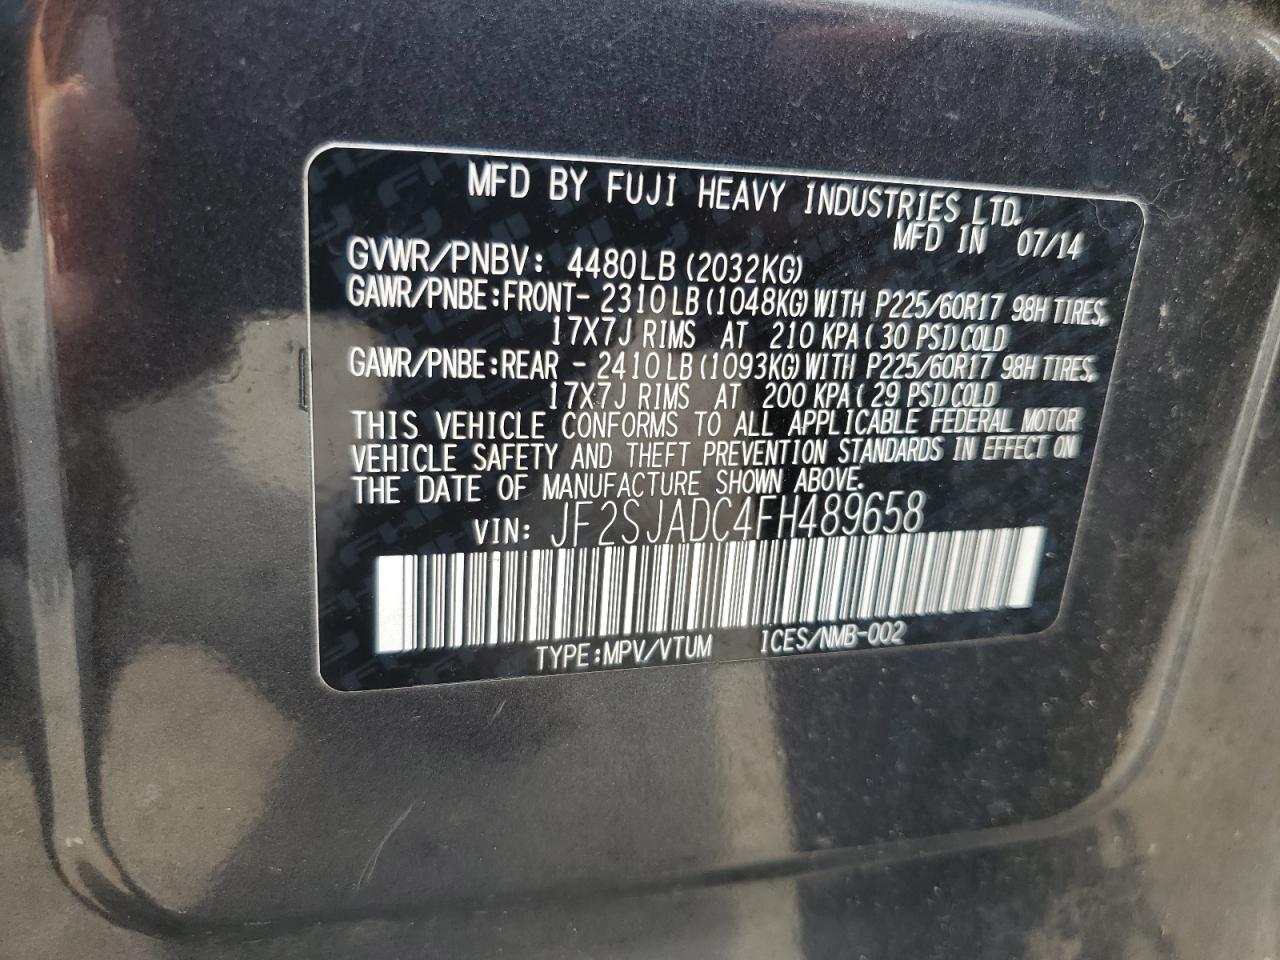 MFD BY FUJI HEAVY INDUSTRIES LTD.
MFD IN 07/14
GVWR/PNBV: 4480LB (2032KG)
GAWR/PNBE:FRONT- 2310LB(1048KG)WITH P225/60R17 98H TIRES,
17X7J RIMS AT 210 KPA(30 PSI)COLD
GAWR/PNBE:REAR - 2410LB(1093KG)WITH P225/60R17 98H TIRES,
17X7J RIMS AT 200 KPA(29 PSI)COLD
THIS VEHICLE CONFORMS TO ALL APPLICABLE FEDERAL MOTOR
VEHICLE SAFETY AND THEFT PREVENTION STANDARDS IN EFFECT ON
THE DATE OF MANUFACTURE SHOWN ABOVE.
VIN: JF2SJADC4FH489658
TYPE:MPV/VTUM ICES/NMB-002